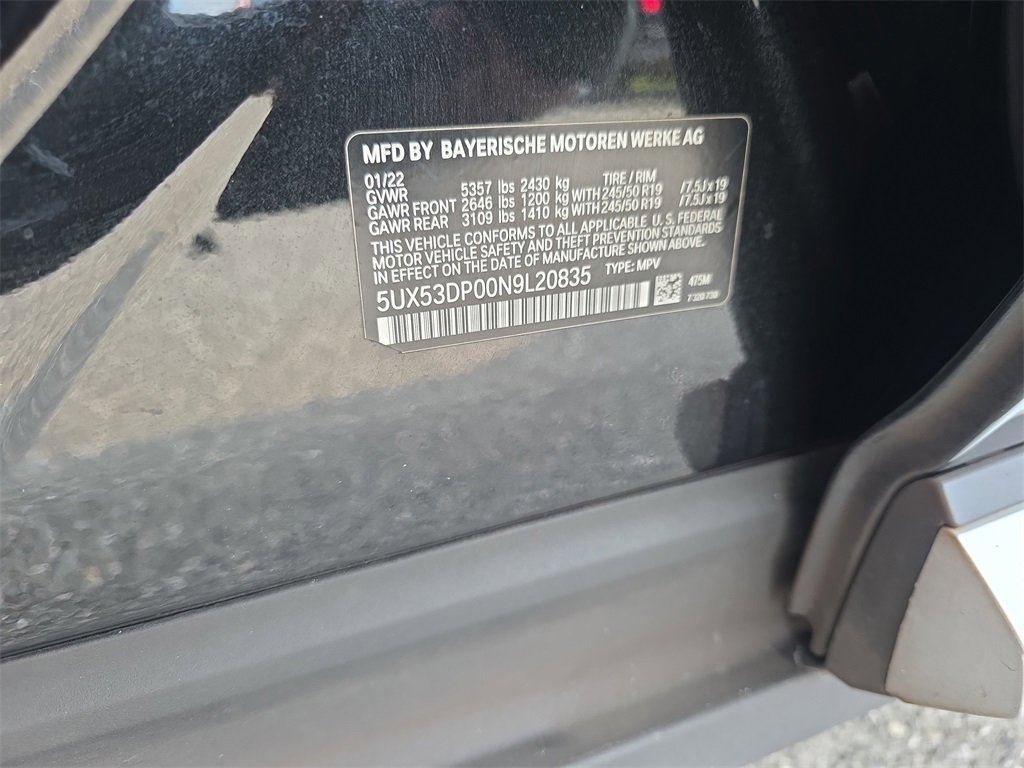 MFD BY BAYERISCHE MOTOREN WERKE AG
01/22 TIRE / RIM
GVWR 5357 lbs 2430 kg
GAWR FRONT 2646 lbs 1200 kg WITH 245/50 R19 /7.5J x 19
GAWR REAR 3109 lbs 1410 kg WITH 245/50 R19 /7.5J x 19
THIS VEHICLE CONFORMS TO ALL APPLICABLE U. S. FEDERAL
MOTOR VEHICLE SAFETY AND THEFT PREVENTION STANDARDS
IN EFFECT ON THE DATE OF MANUFACTURE SHOWN ABOVE.
5UX53DP00N9L20835 TYPE: MPV
475M